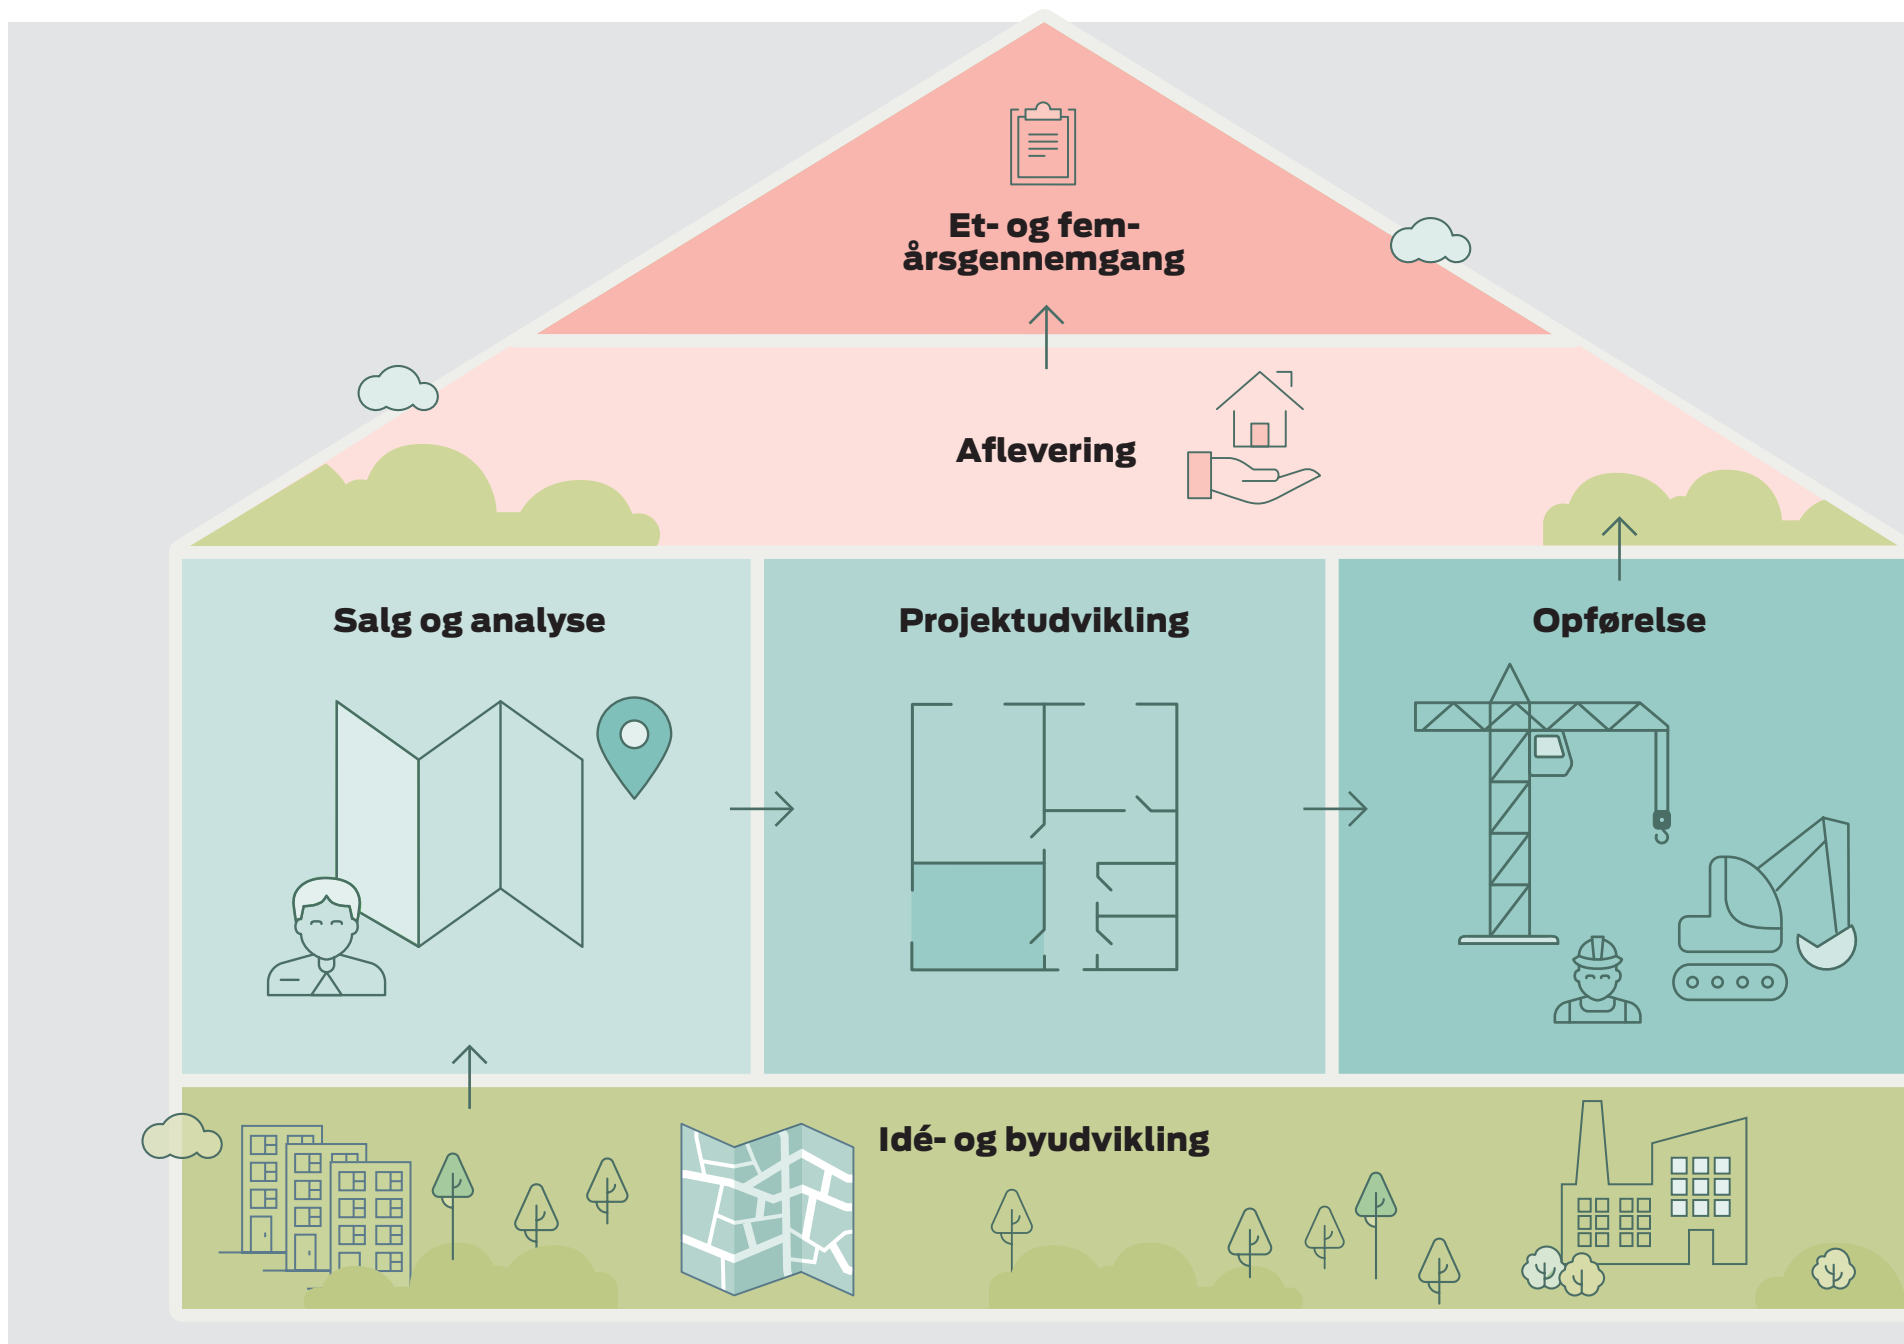 Et- og fem-
årsgennemgang
Aflevering
Salg og analyse
Projektudvikling
Opførelse
Idé- og byudvikling